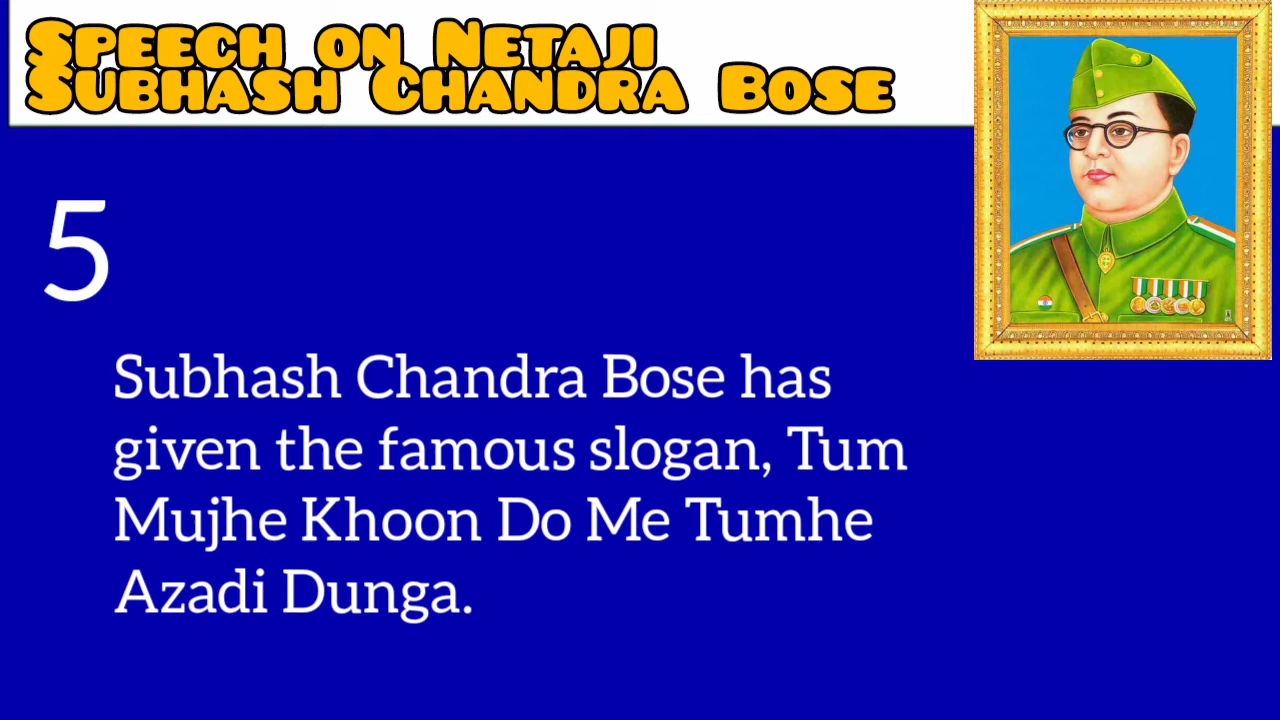 Speech on Netaji
Subhash Chandra Bose
5
Subhash Chandra Bose has
given the famous slogan, Tum
Mujhe Khoon Do Me Tumhe
Azadi Dunga.